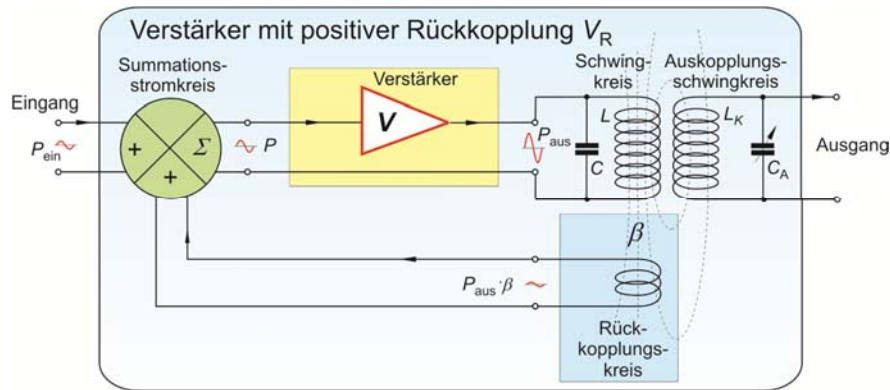 Verstärker mit positiver Rückkopplung V_R
Summations-
stromkreis
Verstärker
Schwing-
kreis
Auskopplungs-
schwingkreis
Eingang
P_ein
+
+
Σ
P
V
P_aus
C
L
L_K
C_A
Ausgang
β
P_aus·β
Rück-
kopplungs-
kreis